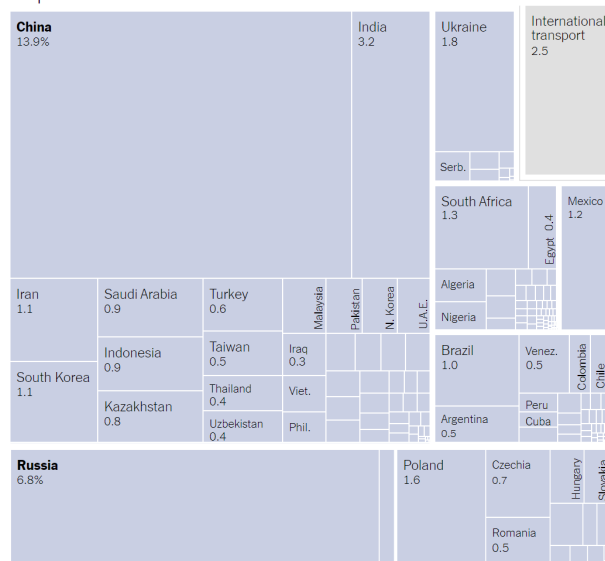 China
13.9%
India
3.2
Ukraine
1.8
International
transport
2.5
Serb.
South Africa
1.3
Egypt 0.4
Mexico
1.2
Algeria
Nigeria
Iran
1.1
Saudi Arabia
0.9
Turkey
0.6
Malaysia
Pakistan
N. Korea
U.A.E.
Indonesia
0.9
Taiwan
0.5
Iraq
0.3
South Korea
1.1
Kazakhstan
0.8
Thailand
0.4
Viet.
Uzbekistan
0.4
Phil.
Brazil
1.0
Venez.
0.5
Colombia
Chile
Peru
Cuba
Argentina
0.5
Russia
6.8%
Poland
1.6
Czechia
0.7
Hungary
Slovakia
Romania
0.5